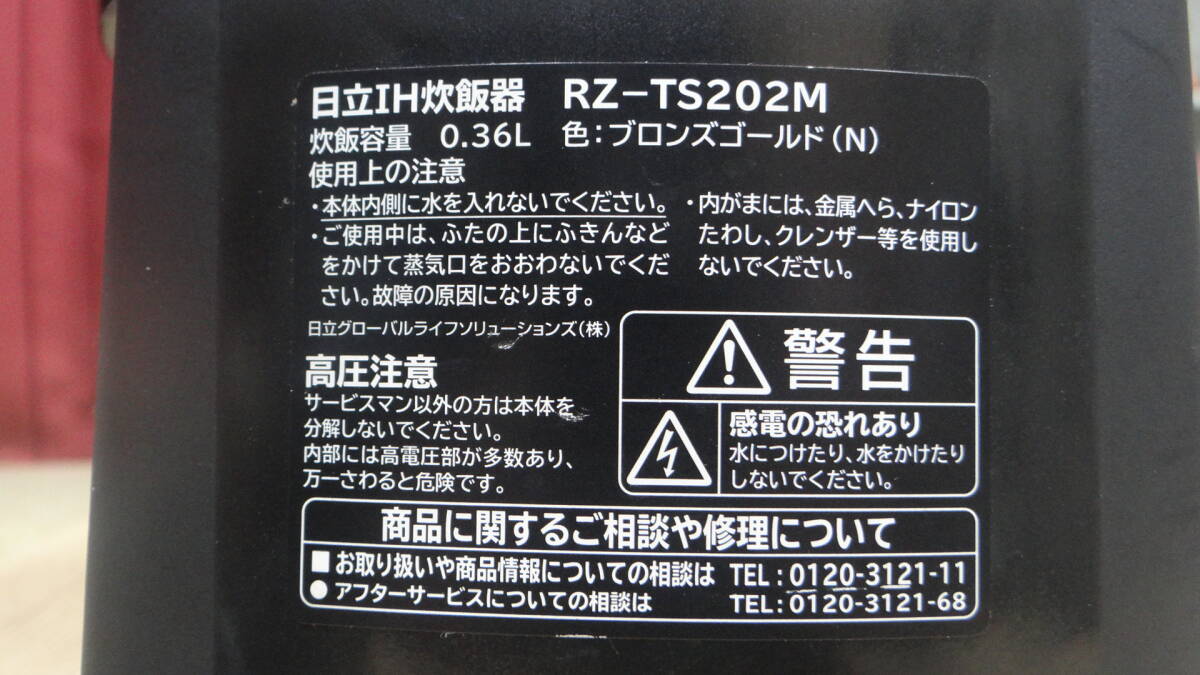 日立IH炊飯器 RZ-TS202M
炊飯容量 0.36L 色：ブロンズゴールド(N)
使用上の注意
・本体内側に水を入れないでください。
・ご使用中は、ふたの上にふきんなど
をかけて蒸気口をおおわないでくだ
さい。故障の原因になります。
・内がまには、金属へら、ナイロン
たわし、クレンザー等を使用し
ないでください。
日立グローバルライフソリューションズ(株)
高圧注意
サービスマン以外の方は本体を
分解しないでください。
内部には高電圧部が多数あり、
万一さわると危険です。
警告
感電の恐れあり
水につけたり、水をかけたり
しないでください。
商品に関するご相談や修理について
■お取り扱いや商品情報についての相談は TEL：0120-3121-11
●アフターサービスについての相談は TEL：0120-3121-68